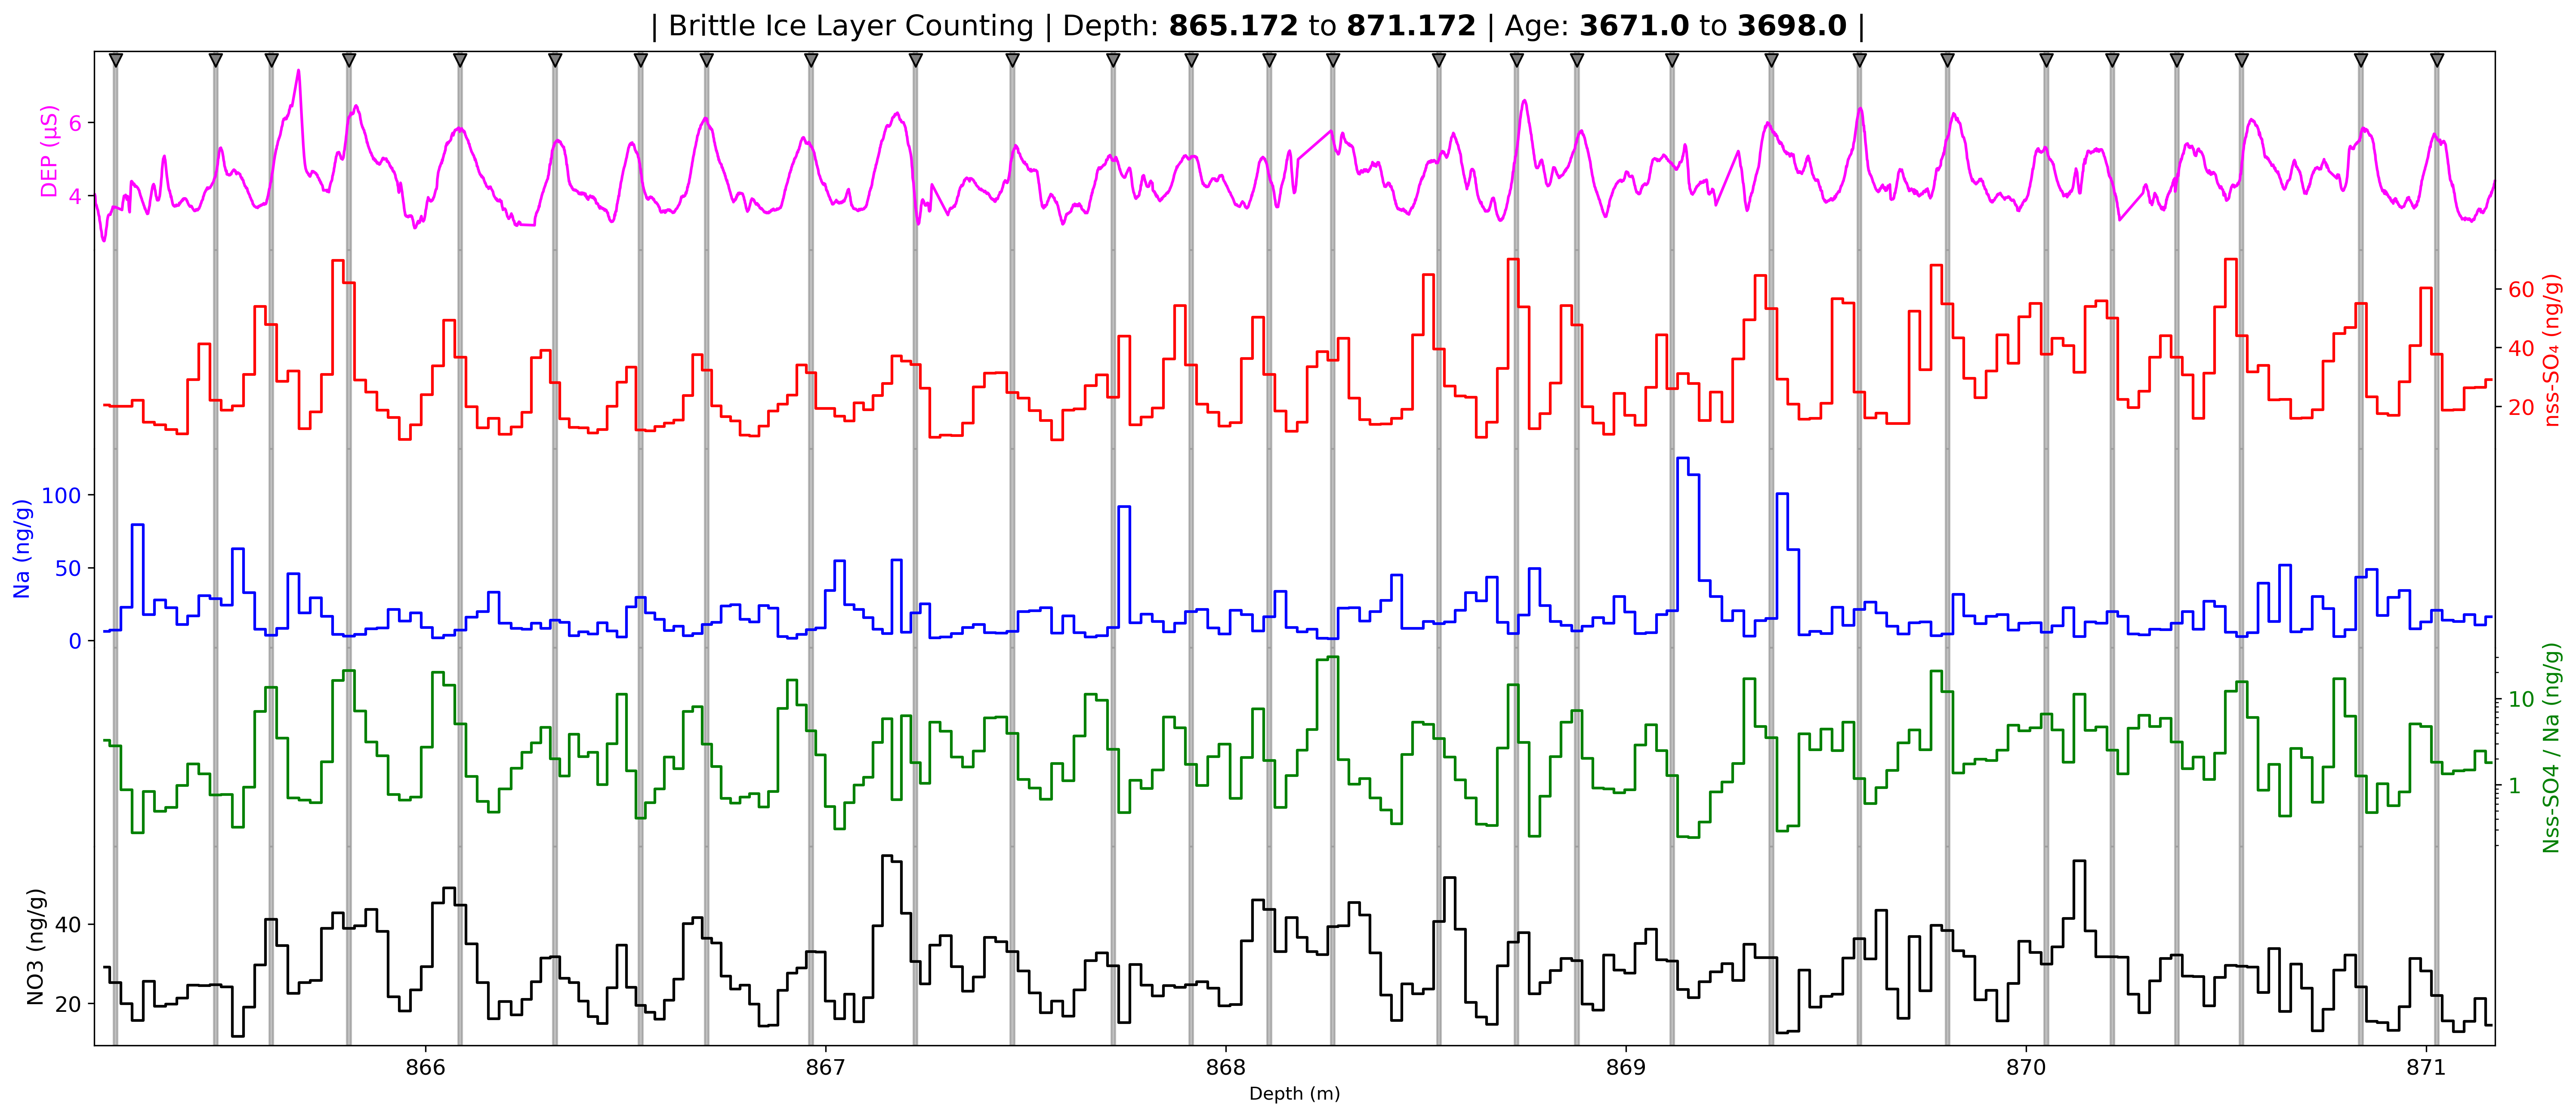 | Brittle Ice Layer Counting | Depth: 865.172 to 871.172 | Age: 3671.0 to 3698.0 |
DEP (µS)
6
4
nss-SO₄ (ng/g)
60
40
20
Na (ng/g)
100
50
0
Nss-SO4 / Na (ng/g)
10
1
NO3 (ng/g)
40
20
866
867
868
869
870
871
Depth (m)